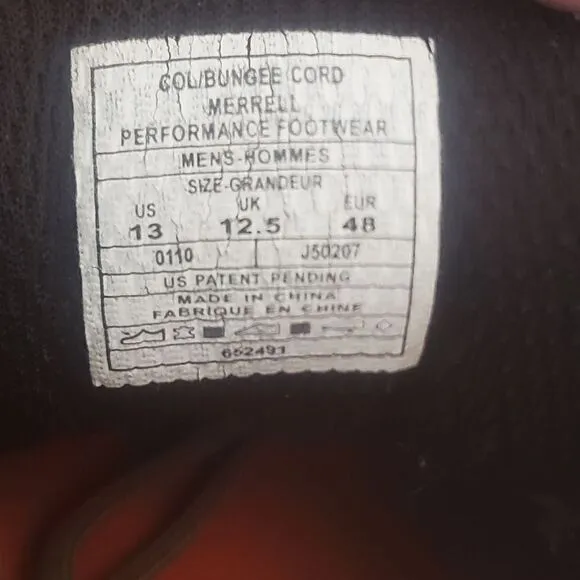 COL/BUNGEE CORD
MERRELL
PERFORMANCE FOOTWEAR
MENS-HOMMES
SIZE-GRANDEUR
US UK EUR
13 12.5 48
0110 J50207
US PATENT PENDING
MADE IN CHINA
FABRIQUE EN CHINE
652491